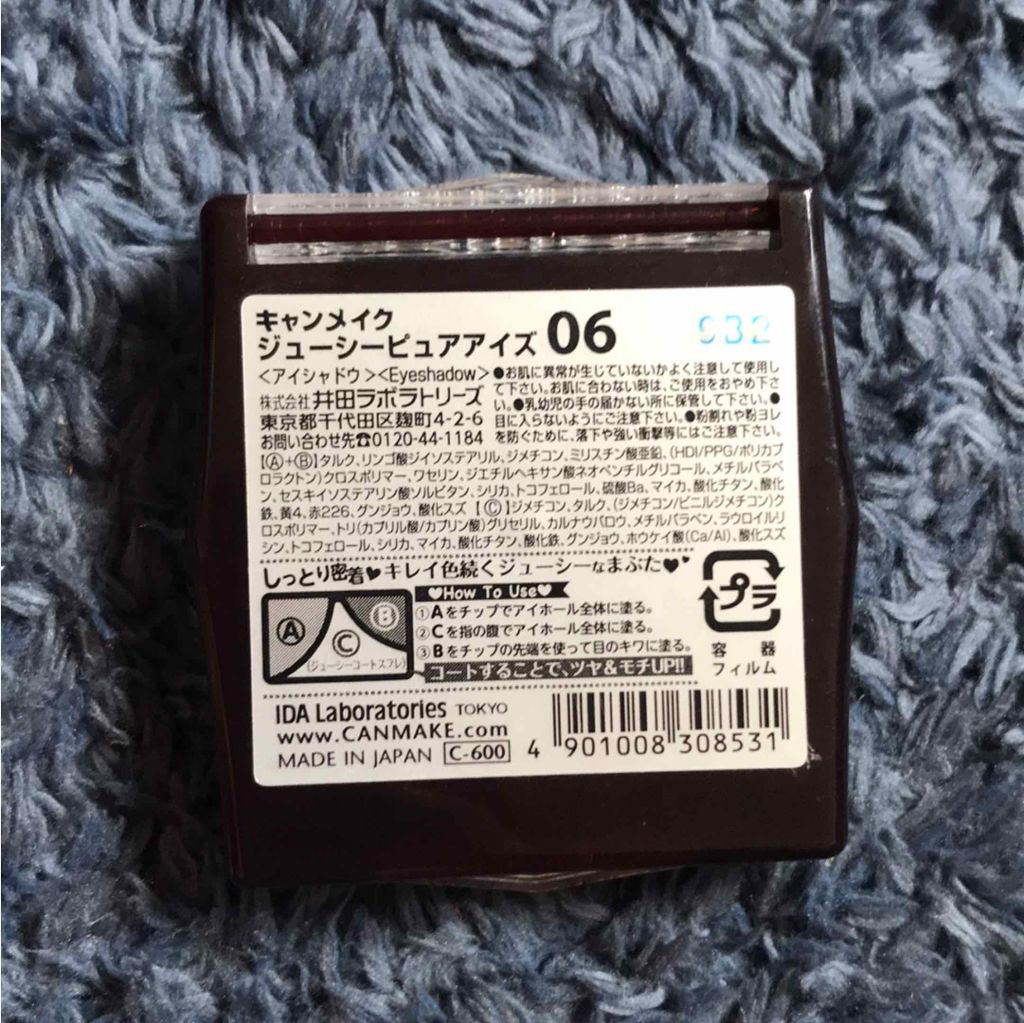 キャンメイク
ジューシーピュアアイズ 06
932
<アイシャドウ><Eyeshadow>
株式会社 井田ラボラトリーズ
東京都千代田区麹町4-2-6
お問い合わせ先☎0120-44-1184
●お肌に異常が生じていないかよく注意して使用し
て下さい。お肌に合わない時は、ご使用をおやめ下さ
い。●乳幼児の手の届かない所に保管して下さい。●
目に入らないようにご注意下さい。●粉割れや粉ヨレ
を防ぐために、落下や強い衝撃等にはご注意下さい。
【Ⓐ+Ⓑ】タルク、リンゴ酸ジイソステアリル、ジメチコン、ミリスチン酸亜鉛、(HDI/PPG/ポリカプ
ロラクトン)クロスポリマー、ワセリン、ジエチルヘキサン酸ネオペンチルグリコール、メチルパラベ
ン、セスキイソステアリン酸ソルビタン、シリカ、トコフェロール、硫酸Ba、マイカ、酸化チタン、酸化
鉄、黄4、赤226、グンジョウ、酸化スズ【Ⓒ】ジメチコン、タルク、(ジメチコン/ビニルジメチコン)ク
ロスポリマー、トリ(カプリル酸/カプリン酸)グリセリル、カルナウバロウ、メチルパラベン、ラウロイルリ
シン、トコフェロール、シリカ、マイカ、酸化チタン、酸化鉄、グンジョウ、ホウケイ酸(Ca/Al)、酸化スズ
しっとり密着♥キレイ色続くジューシーなまぶた♥♥
Ⓐ
Ⓑ
Ⓒ
(ジューシーコートスフレ)
♥How To Use♥
①Aをチップでアイホール全体に塗る。
②Cを指の腹でアイホール全体に塗る。
③Bをチップの先端を使って目のキワに塗る。
コートすることで、ツヤ&モチUP!!
プラ
容器
フィルム
IDA Laboratories TOKYO
www.CANMAKE.com
MADE IN JAPAN C-600
4 901008 308531